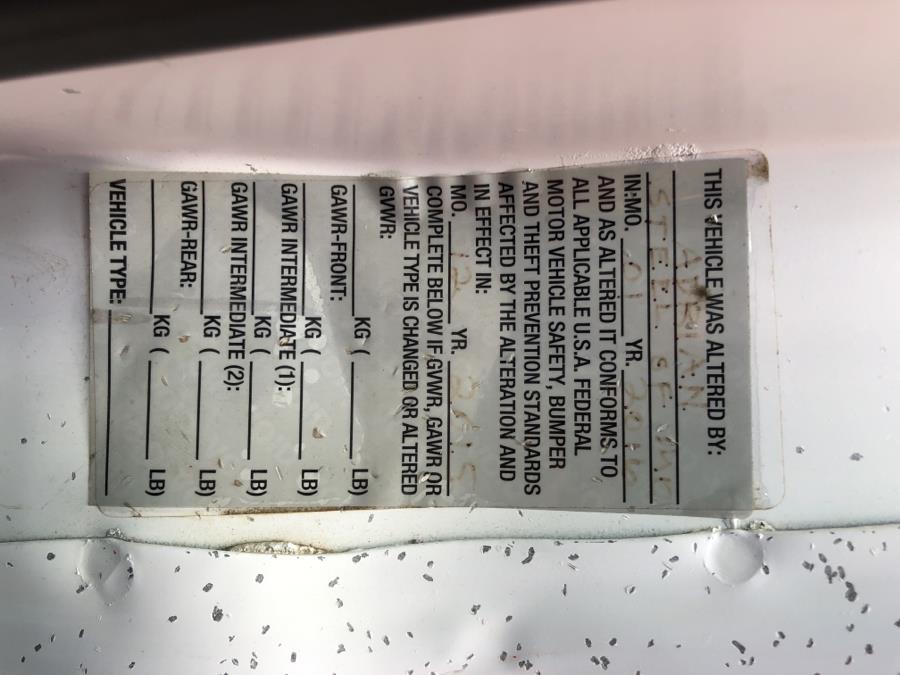 THIS VEHICLE WAS ALTERED BY:
ADRIAN
STEEL
IN:MO. 01 YR.
AND AS ALTERED IT CONFORMS TO
ALL APPLICABLE U.S.A. FEDERAL
MOTOR VEHICLE SAFETY, BUMPER
AND THEFT PREVENTION STANDARDS
AFFECTED BY THE ALTERATION AND
IN EFFECT IN:
MO. 12 YR. 2015
COMPLETE BELOW IF GVWR, GAWR OR
VEHICLE TYPE IS CHANGED OR ALTERED
GVWR:
KG ( LB)
GAWR-FRONT:
KG ( LB)
GAWR INTERMEDIATE (1):
KG ( LB)
GAWR INTERMEDIATE (2):
KG ( LB)
GAWR-REAR:
KG ( LB)
VEHICLE TYPE: